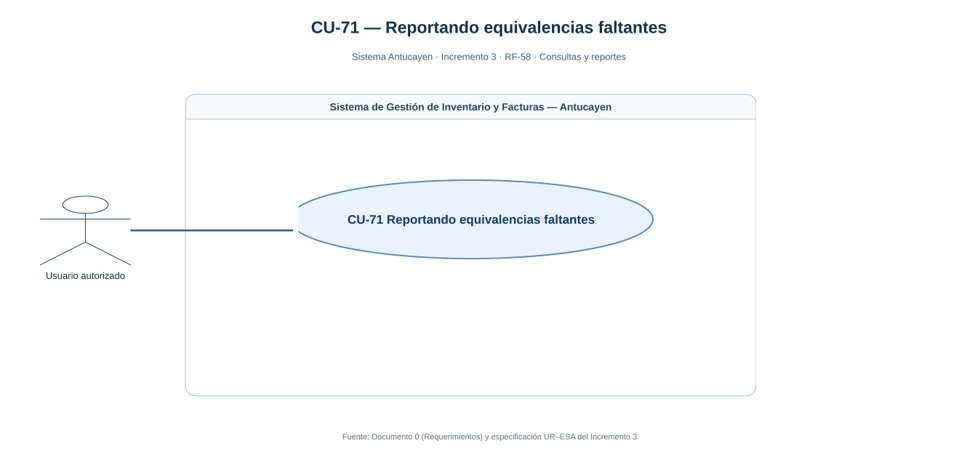 CU-71 — Reportando equivalencias faltantes
Sistema Antucayen · Incremento 3 · RF-58 · Consultas y reportes
Sistema de Gestión de Inventario y Facturas — Antucayen
CU-71 Reportando equivalencias faltantes
Usuario autorizado
Fuente: Documento 0 (Requerimientos) y especificación UR–ESA del Incremento 3.